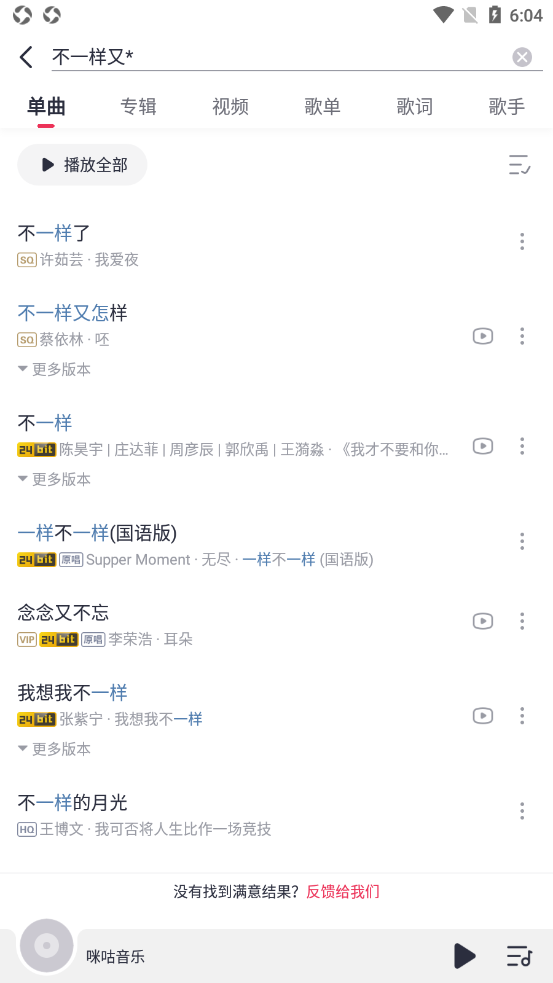 6:04
不一样又*
单曲 专辑 视频 歌单 歌词 歌手
播放全部
不一样了
SQ 许茹芸 · 我爱夜
不一样又怎样
SQ 蔡依林 · 呸
更多版本
不一样
24bit 陈昊宇 | 庄达菲 | 周彦辰 | 郭欣禹 | 王漪淼 · 《我才不要和你...
更多版本
一样不一样(国语版)
24bit 原唱 Supper Moment · 无尽 · 一样不一样 (国语版)
念念又不忘
VIP 24bit 原唱 李荣浩 · 耳朵
我想我不一样
24bit 张紫宁 · 我想我不一样
更多版本
不一样的月光
HQ 王博文 · 我可否将人生比作一场竞技
没有找到满意结果？反馈给我们
咪咕音乐